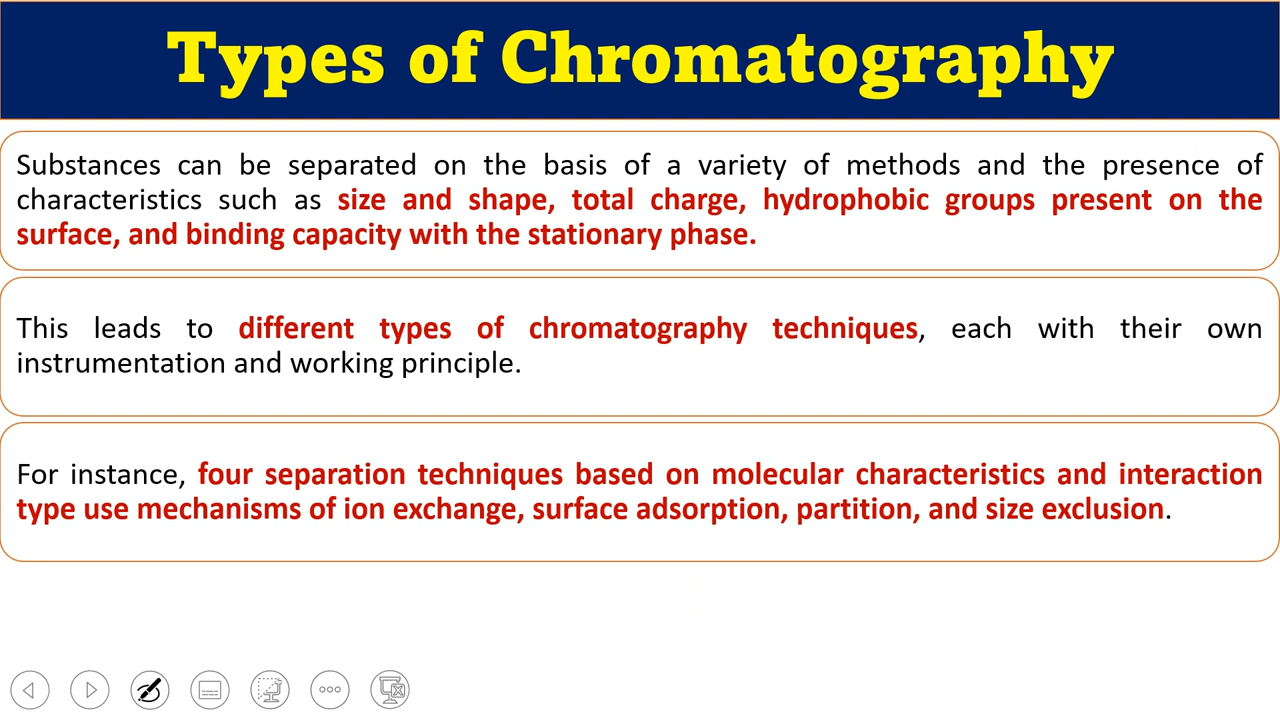 Types of Chromatography
Substances can be separated on the basis of a variety of methods and the presence of
characteristics such as size and shape, total charge, hydrophobic groups present on the
surface, and binding capacity with the stationary phase.
This leads to different types of chromatography techniques, each with their own
instrumentation and working principle.
For instance, four separation techniques based on molecular characteristics and interaction
type use mechanisms of ion exchange, surface adsorption, partition, and size exclusion.